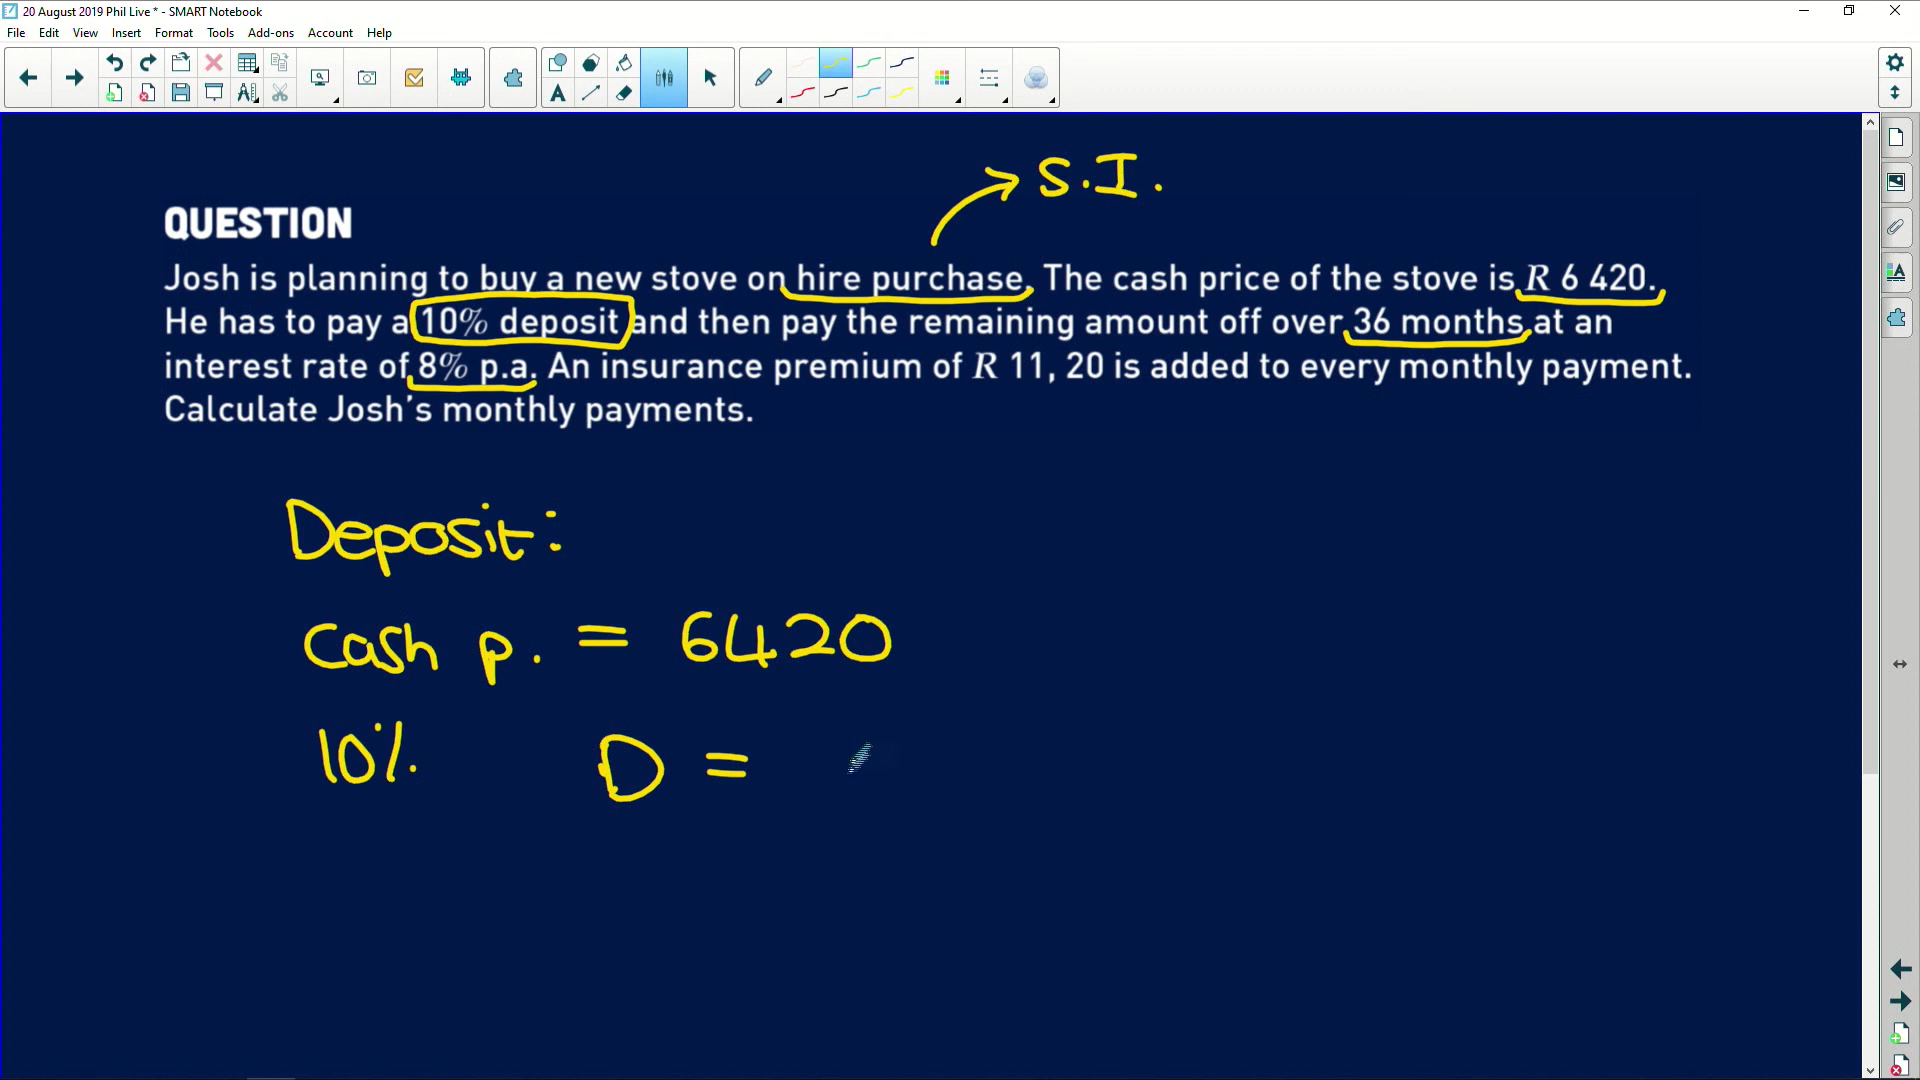 20 August 2019 Phil Live * - SMART Notebook
File Edit View Insert Format Tools Add-ons Account Help
S.I.
QUESTION
Josh is planning to buy a new stove on hire purchase. The cash price of the stove is R 6 420.
He has to pay a 10% deposit and then pay the remaining amount off over 36 months at an
interest rate of 8% p.a. An insurance premium of R 11, 20 is added to every monthly payment.
Calculate Josh's monthly payments.
Deposit:
Cash p. = 6420
10% D =